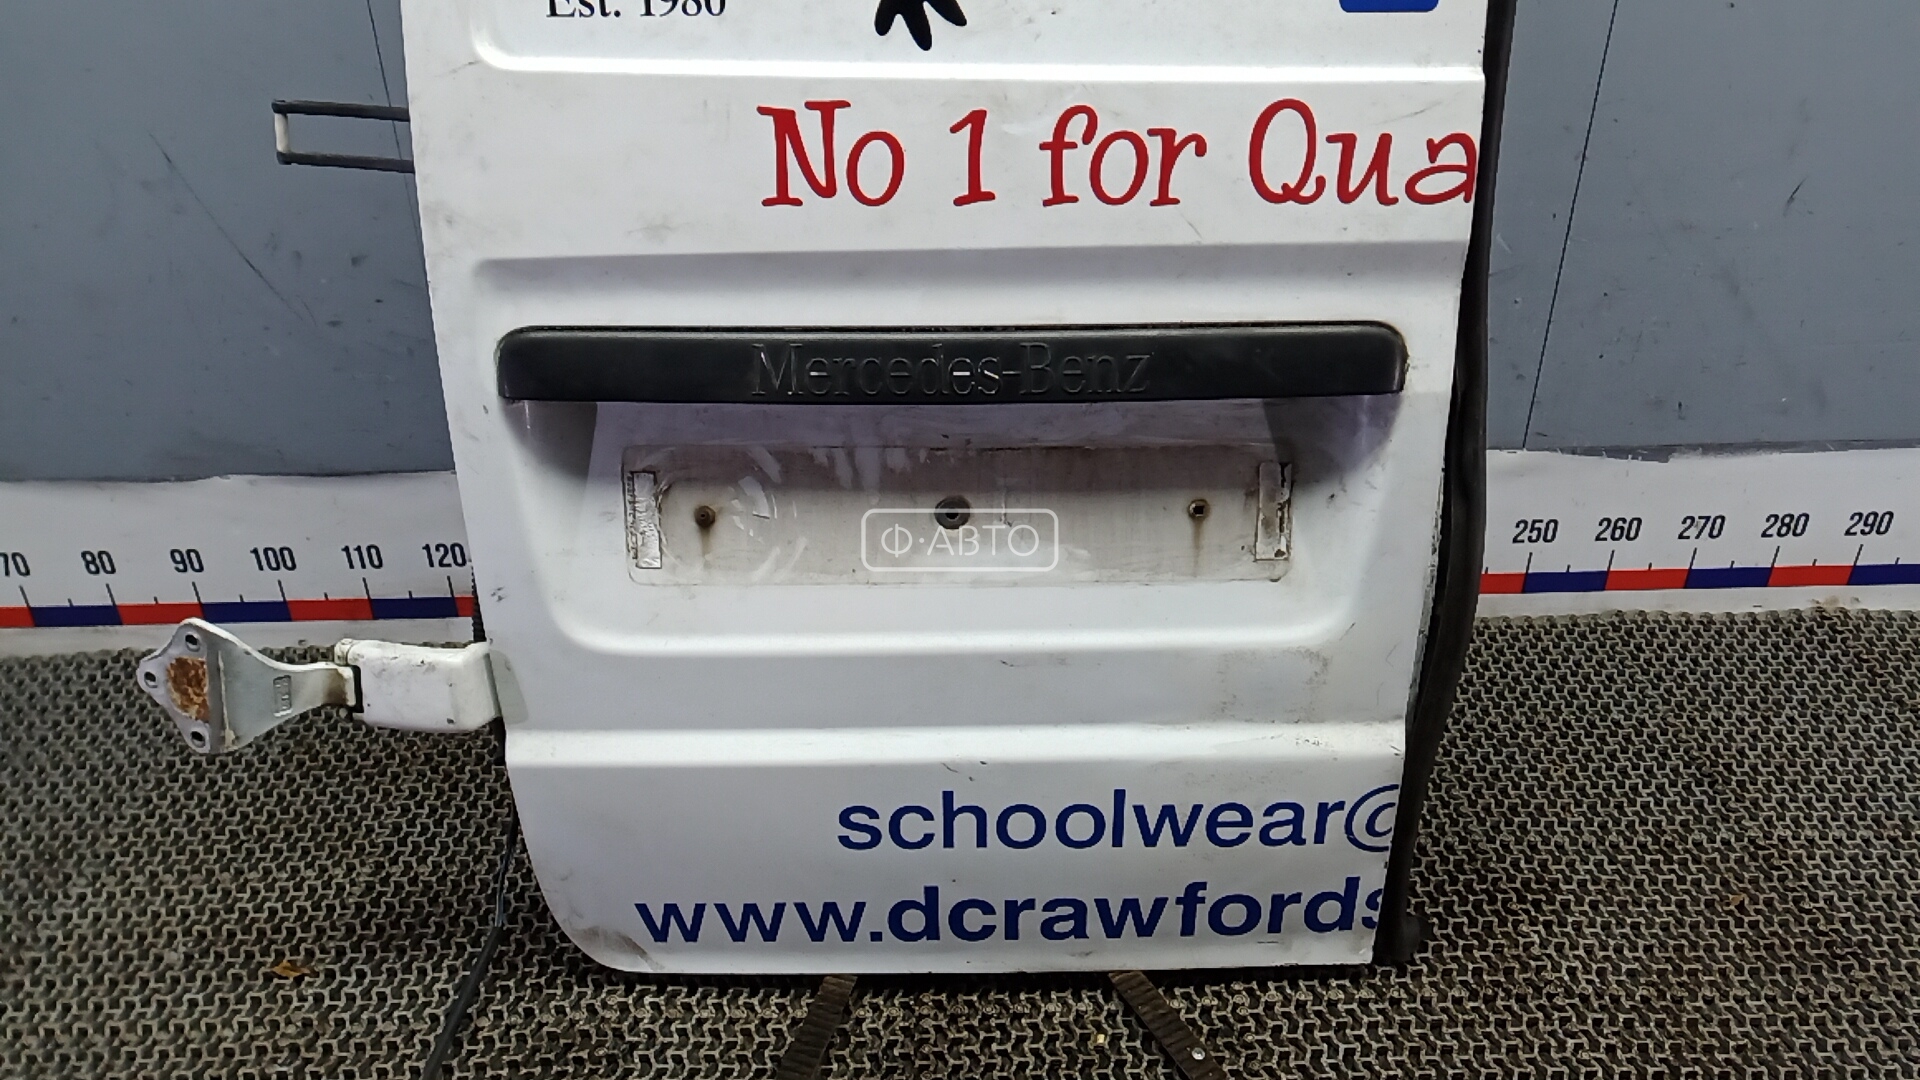 Est. 1980
No 1 for Qua
Mercedes-Benz
Ф·АВТО
70 80 90 100 110 120 250 260 270 280 290
schoolwear@
www.dcrawfords